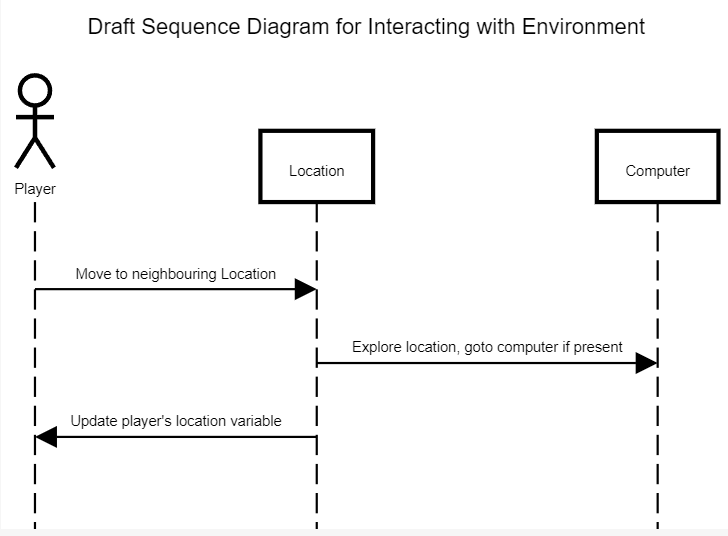 Draft Sequence Diagram for Interacting with Environment
Player
Location
Computer
Move to neighbouring Location
Explore location, goto computer if present
Update player's location variable